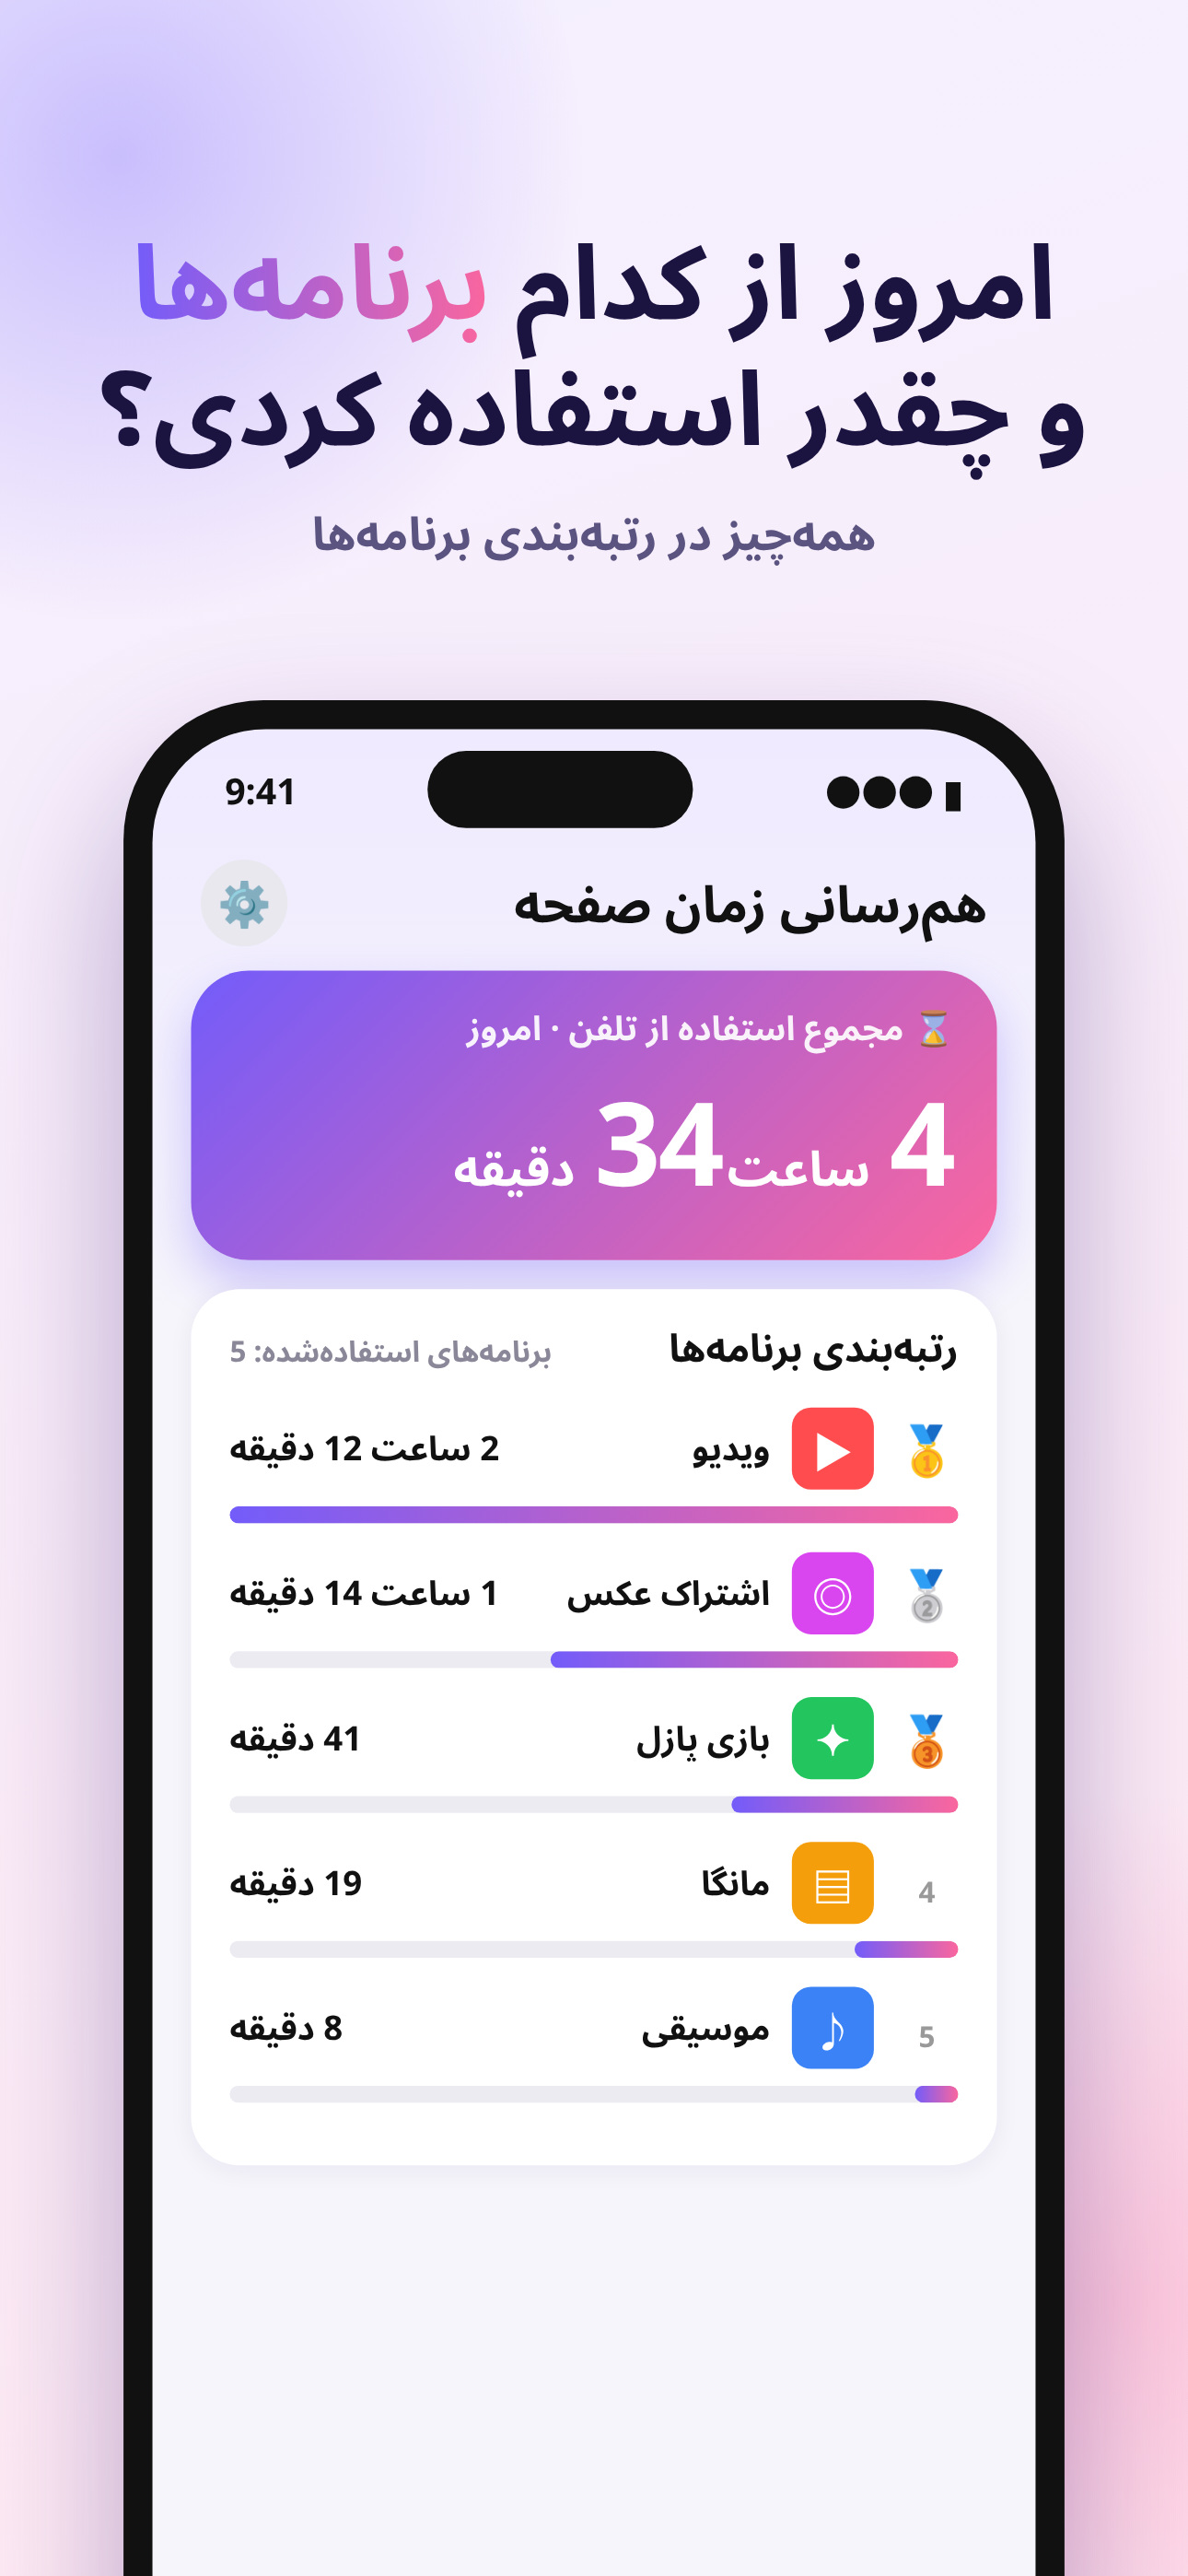 امروز از کدام برنامه‌ها
و چقدر استفاده کردی؟
همه‌چیز در رتبه‌بندی برنامه‌ها
9:41
هم‌رسانی زمان صفحه
مجموع استفاده از تلفن · امروز
4 ساعت 34 دقیقه
رتبه‌بندی برنامه‌ها
برنامه‌های استفاده‌شده: 5
1 ویدیو 2 ساعت 12 دقیقه
2 اشتراک عکس 1 ساعت 14 دقیقه
3 بازی پازل 41 دقیقه
4 مانگا 19 دقیقه
5 موسیقی 8 دقیقه